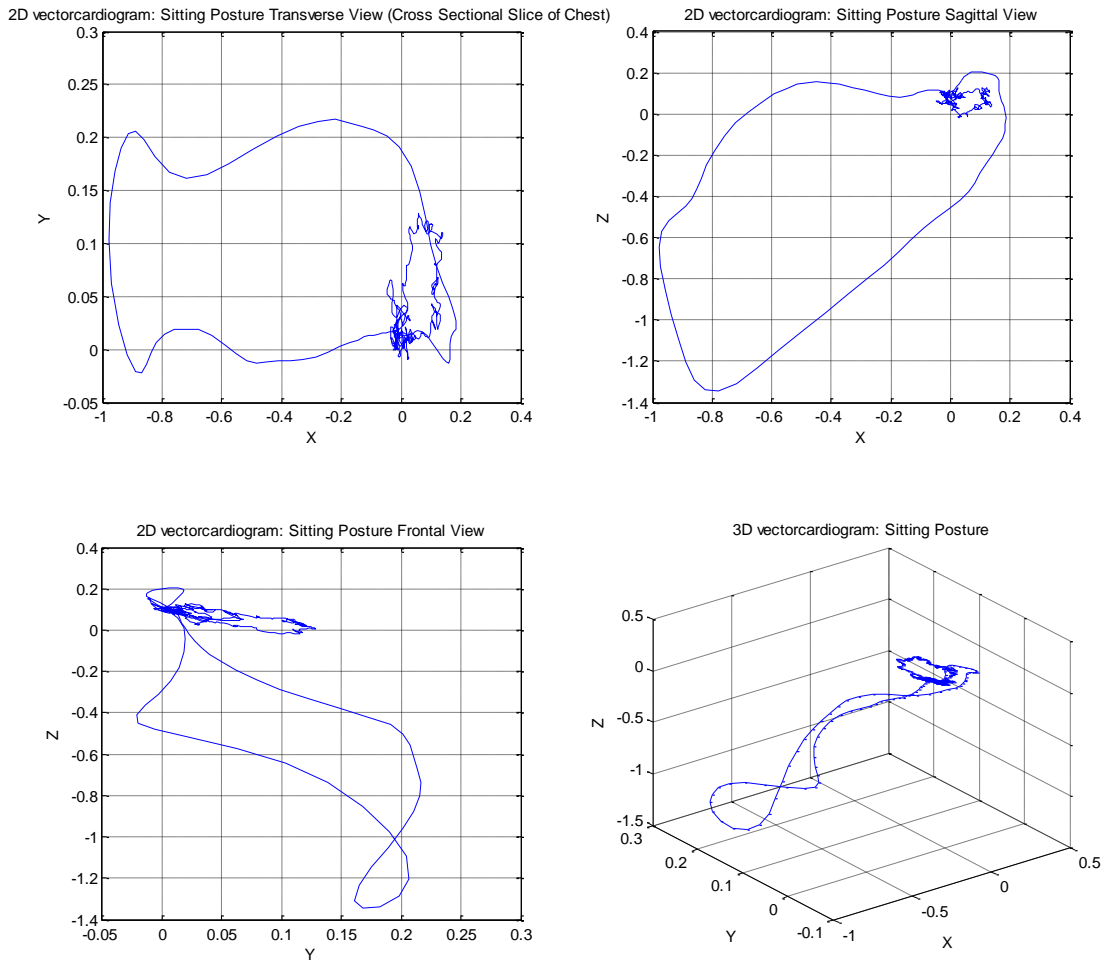 2D vectorcardiogram: Sitting Posture Transverse View (Cross Sectional Slice of Chest)
0.3
0.25
0.2
0.15
0.1
0.05
0
-0.05
-1 -0.8 -0.6 -0.4 -0.2 0 0.2 0.4
X
Y
2D vectorcardiogram: Sitting Posture Sagittal View
0.4
0.2
0
-0.2
-0.4
-0.6
-0.8
-1
-1.2
-1.4
-1 -0.8 -0.6 -0.4 -0.2 0 0.2 0.4
X
Z
2D vectorcardiogram: Sitting Posture Frontal View
0.4
0.2
0
-0.2
-0.4
-0.6
-0.8
-1
-1.2
-1.4
-0.05 0 0.05 0.1 0.15 0.2 0.25 0.3
Y
Z
3D vectorcardiogram: Sitting Posture
0.5
0
-0.5
-1
-1.5
0.3
0.2
0.1
0
-0.1
-1
-0.5
0
0.5
Y
X
Z